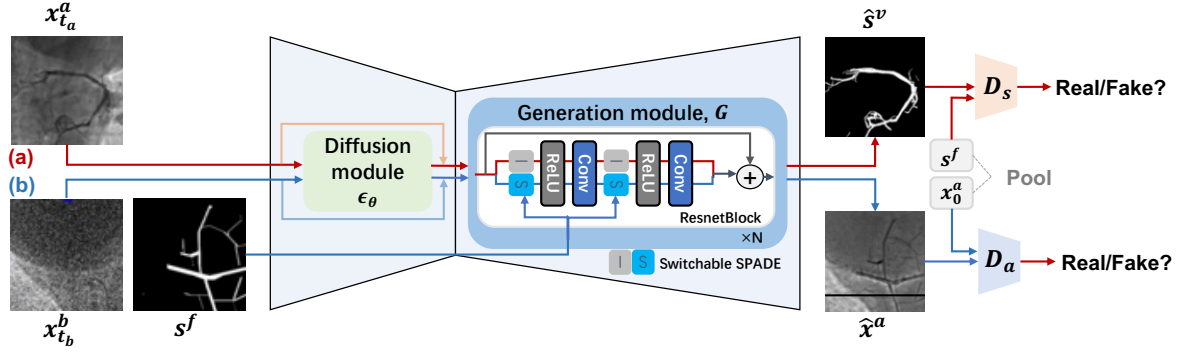 x^a_{t_a}
(a)
(b)
x^b_{t_b}
s^f
Diffusion
module
ϵ_θ
Generation module, G
I
S
ReLU
Conv
I
S
ReLU
Conv
+
ResnetBlock
×N
I S Switchable SPADE
ŝ^v
x̂^a
D_s
Real/Fake?
s^f
x^a_0
Pool
D_a
Real/Fake?